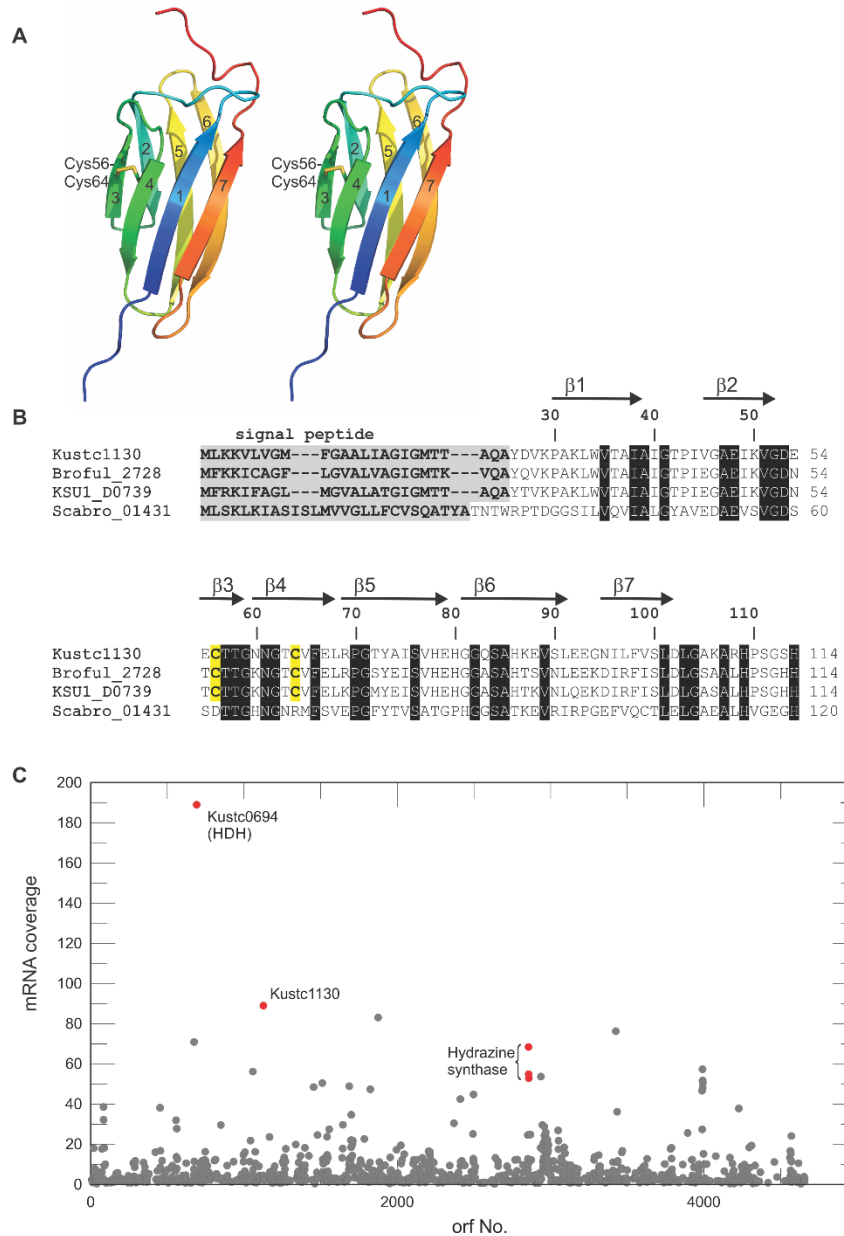 A
Cys56-
Cys64
3
2
4
1
5
6
7
Cys56-
Cys64
3
2
4
1
5
6
7
B
β1 β2
signal peptide 30 40 50
Kustc1130 MLKKVLVGM---FGAALIAGIGMTT---AQAYDVKPAKLWVTAIAIGTPIVGAEIKVGDE 54
Broful_2728 MFKKICAGF---LGVALVAGIGMTK---VQAYQVKPAKLWVTAIAIGTPIEGAEIKVGDN 54
KSU1_D0739 MFRKIFAGL---MGVALATGIGMTT---AQAYTVKPAKLWVTAIAIGTPIEGAEIKVGDN 54
Scabro_01431 MLSKLKIASISLMVVGLLFCVSQATYATNTWRPTDGGSILVQVIALGYAVEDAEVSVGDS 60
β3 β4 β5 β6 β7
60 70 80 90 100 110
Kustc1130 ECTTGNNGTCVFELRPGTYAISVHEHGGQSAHKEVSLEEGNILFVSLDLGAKARHPSGSH 114
Broful_2728 TCTTGKNGTCVFELRPGSYEISVHEHGGASAHTSVNLEEKDIRFISLDLGSAALHPSGSH 114
KSU1_D0739 TCTTGKNGTCVFELKPGMYEISVHEHGGASAHTKVNLQEKDIRFISLDLGSAALHPSGSH 114
Scabro_01431 SDTTGHNGNRMFSVEPGFYTVSATGPHGGSATKEVRIRPGEFVQCTLELGAEALHVGEGH 120
C
200
180
160
140
120
100
80
60
40
20
0
mRNA coverage
Kustc0694
(HDH)
Kustc1130
Hydrazine
synthase
0 2000 4000
orf No.